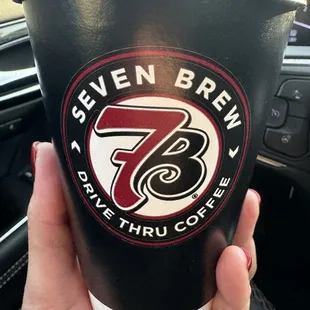 SEVEN BREW
7B
DRIVE THRU COFFEE